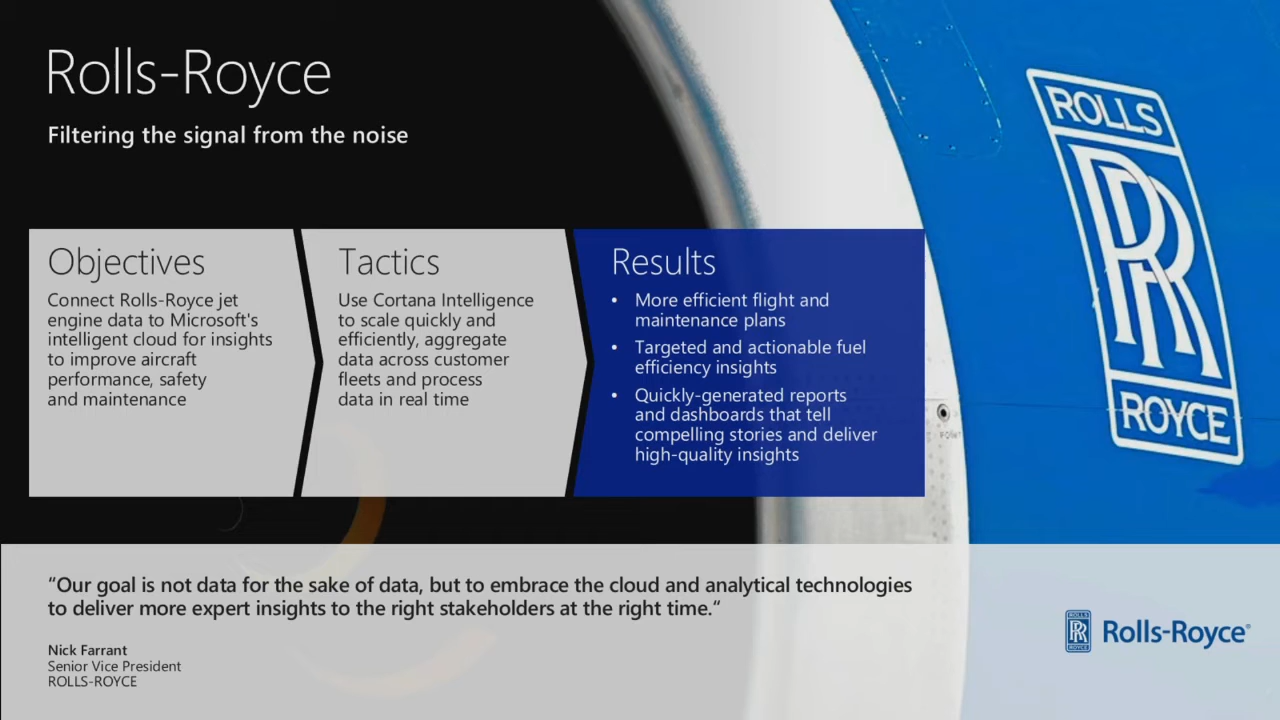 Rolls-Royce
Filtering the signal from the noise
ROLLS
RR
ROYCE
Objectives
Connect Rolls-Royce jet
engine data to Microsoft's
intelligent cloud for insights
to improve aircraft
performance, safety
and maintenance
Tactics
Use Cortana Intelligence
to scale quickly and
efficiently, aggregate
data across customer
fleets and process
data in real time
Results
• More efficient flight and
maintenance plans
• Targeted and actionable fuel
efficiency insights
• Quickly-generated reports
and dashboards that tell
compelling stories and deliver
high-quality insights
“Our goal is not data for the sake of data, but to embrace the cloud and analytical technologies
to deliver more expert insights to the right stakeholders at the right time.“
Nick Farrant
Senior Vice President
ROLLS-ROYCE
ROLLS
RR
ROYCE
Rolls-Royce®